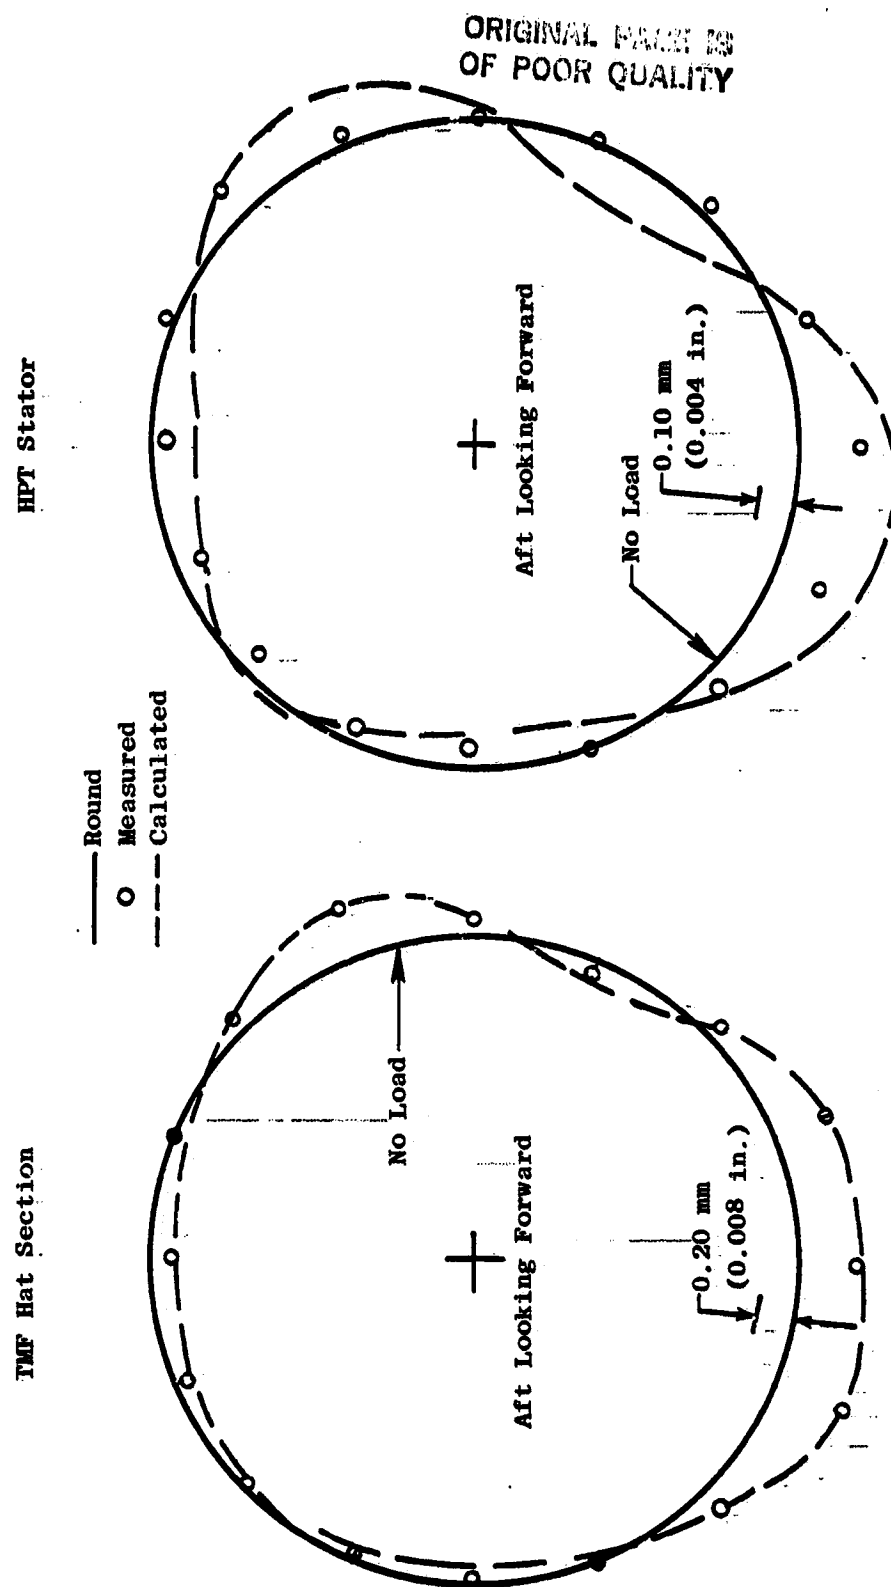 ORIGINAL PAGE IS
OF POOR QUALITY
TMF Hat Section
HPT Stator
Round
Measured
Calculated
No Load
Aft Looking Forward
0.20 mm
(0.008 in.)
Aft Looking Forward
No Load
0.10 mm
(0.004 in.)